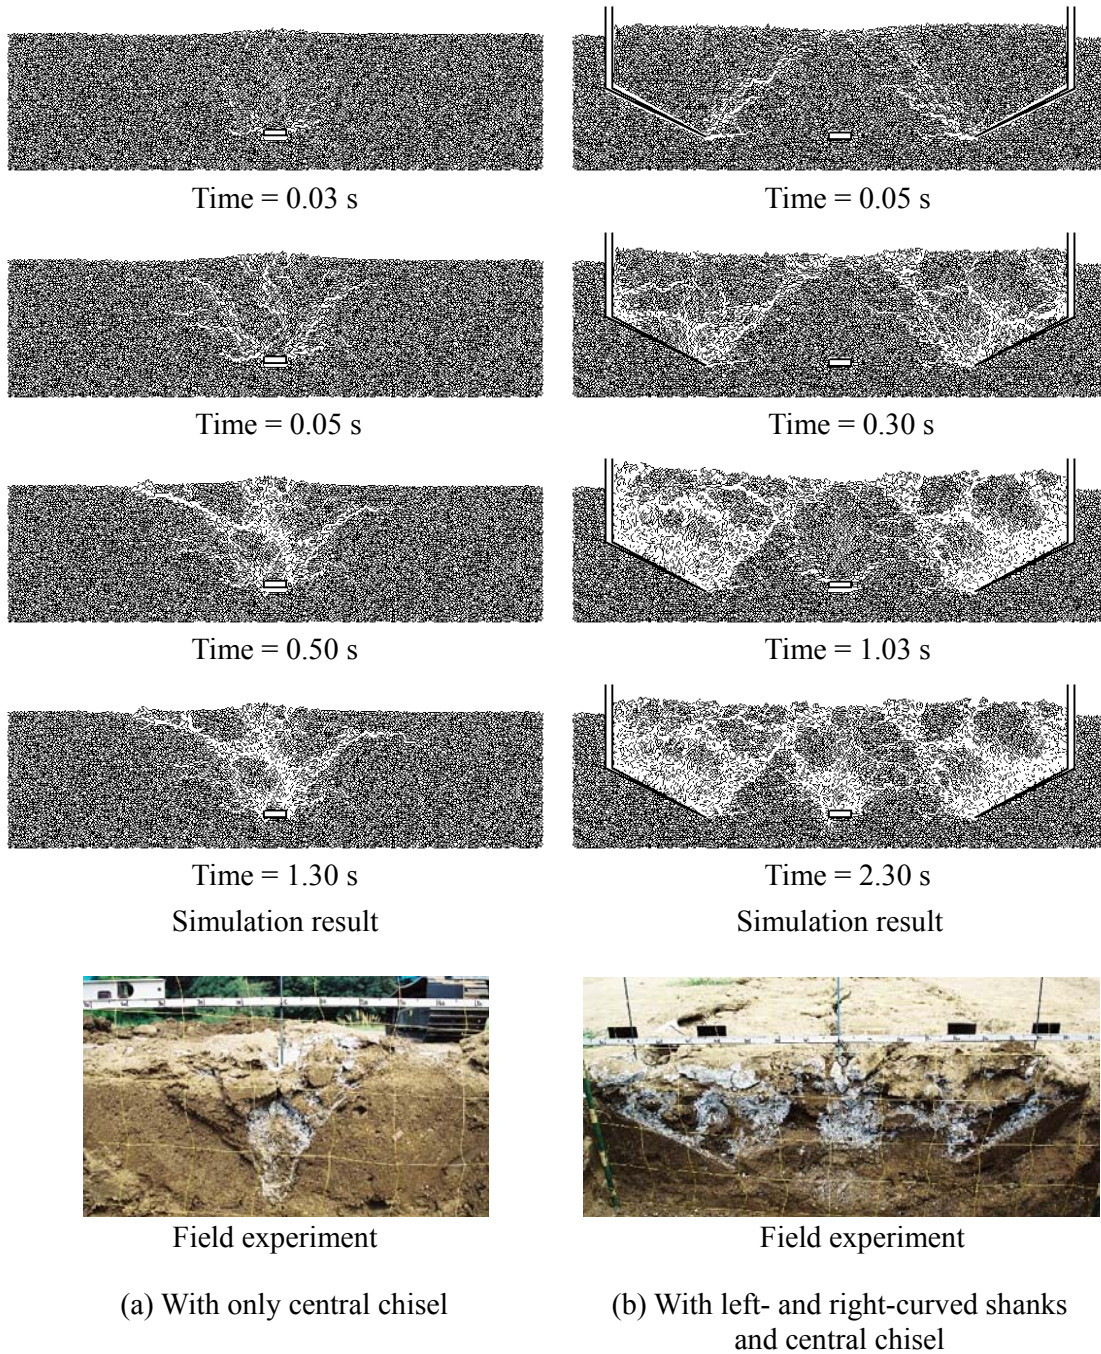 Time = 0.03 s
Time = 0.05 s
Time = 0.05 s
Time = 0.30 s
Time = 0.50 s
Time = 1.03 s
Time = 1.30 s
Time = 2.30 s
Simulation result
Simulation result
Field experiment
Field experiment
(a) With only central chisel
(b) With left- and right-curved shanks
and central chisel